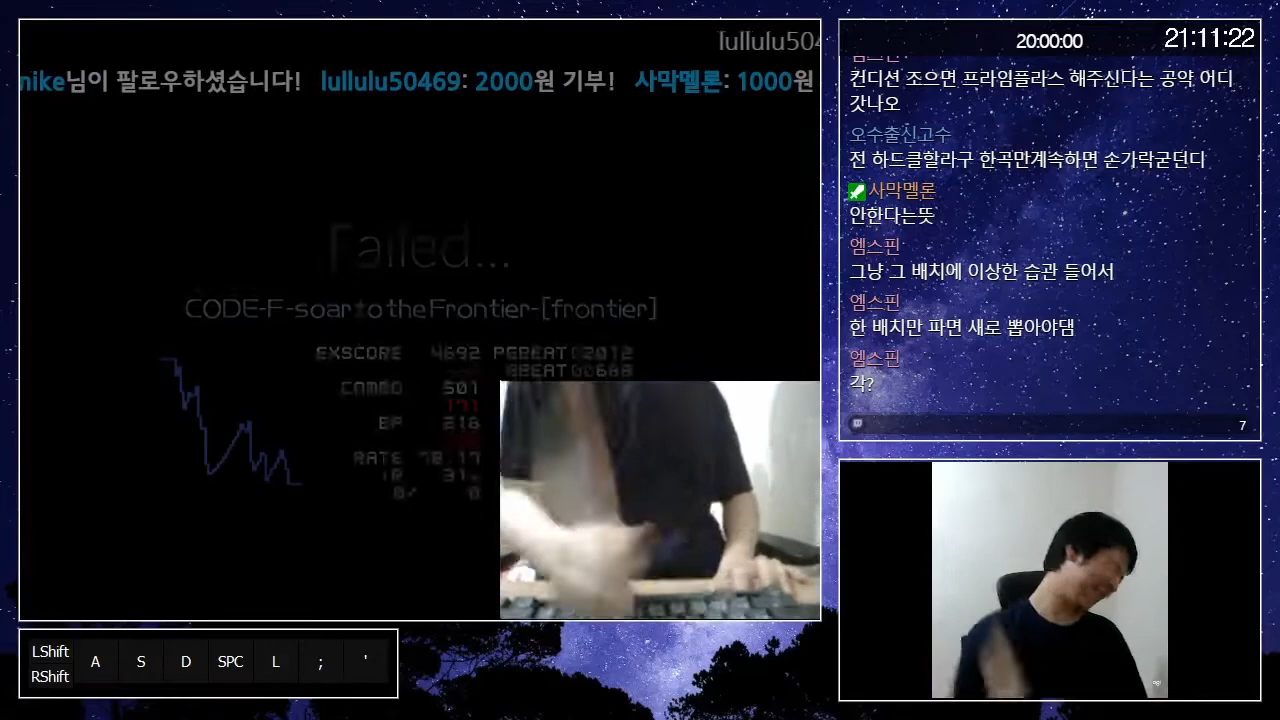 lullulu504
nike님이 팔로우하셨습니다! lullulu50469: 2000원 기부! 사막멜론: 1000원
Failed...
CODE-F-soar to the Frontier-[frontier]
EXSCORE 4692 PGREAT 2012
GREAT 00688
COMBO 501
171
BP 216
RATE 78.17
IR 31
0/ 0
LShift
RShift
A S D SPC L ; '
20:00:00 21:11:22
컨디션 조으면 프라임플라스 해주신다는 공약 어디
갓나오
오수출신고수
전 하드클할라구 한곡만계속하면 손가락굳던디
사막멜론
안한다는뜻
엠스핀
그냥 그 배치에 이상한 습관 들어서
엠스핀
한 배치만 파면 새로 뽑아야댐
엠스핀
각?
7